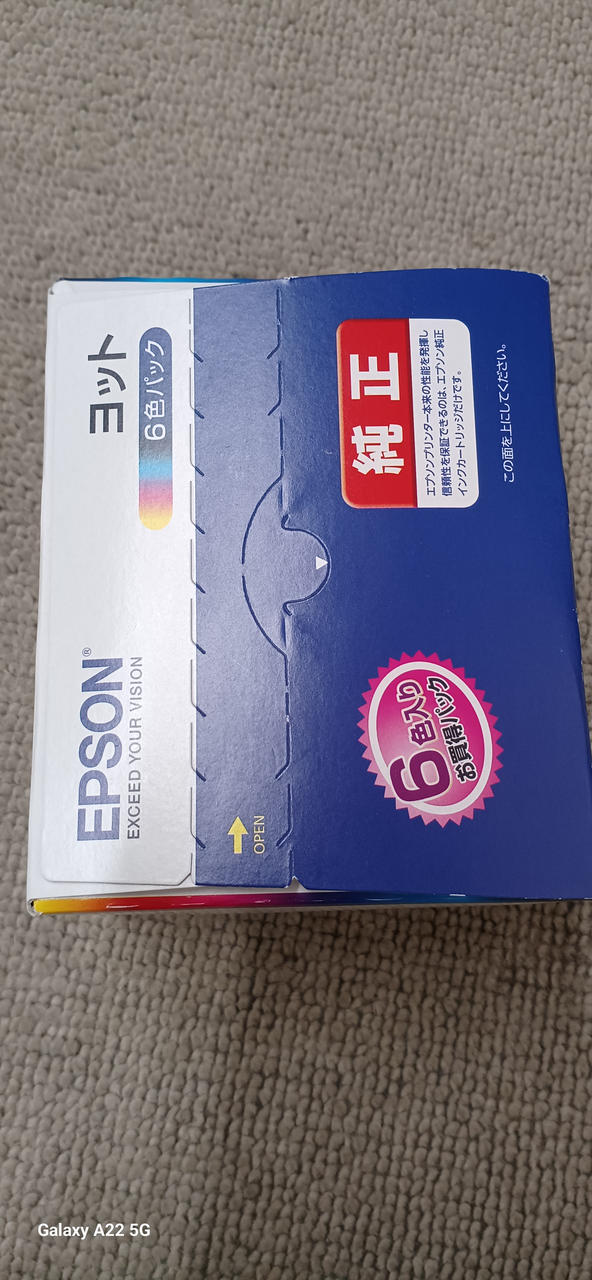 EPSON®
EXCEED YOUR VISION
ヨット
6色パック
OPEN
純正
エプソンプリンター本来の性能を発揮し
信頼性を保証できるのは、エプソン純正
インクカートリッジだけです。
6色入り
お買得パック
この面を上にしてください。
Galaxy A22 5G